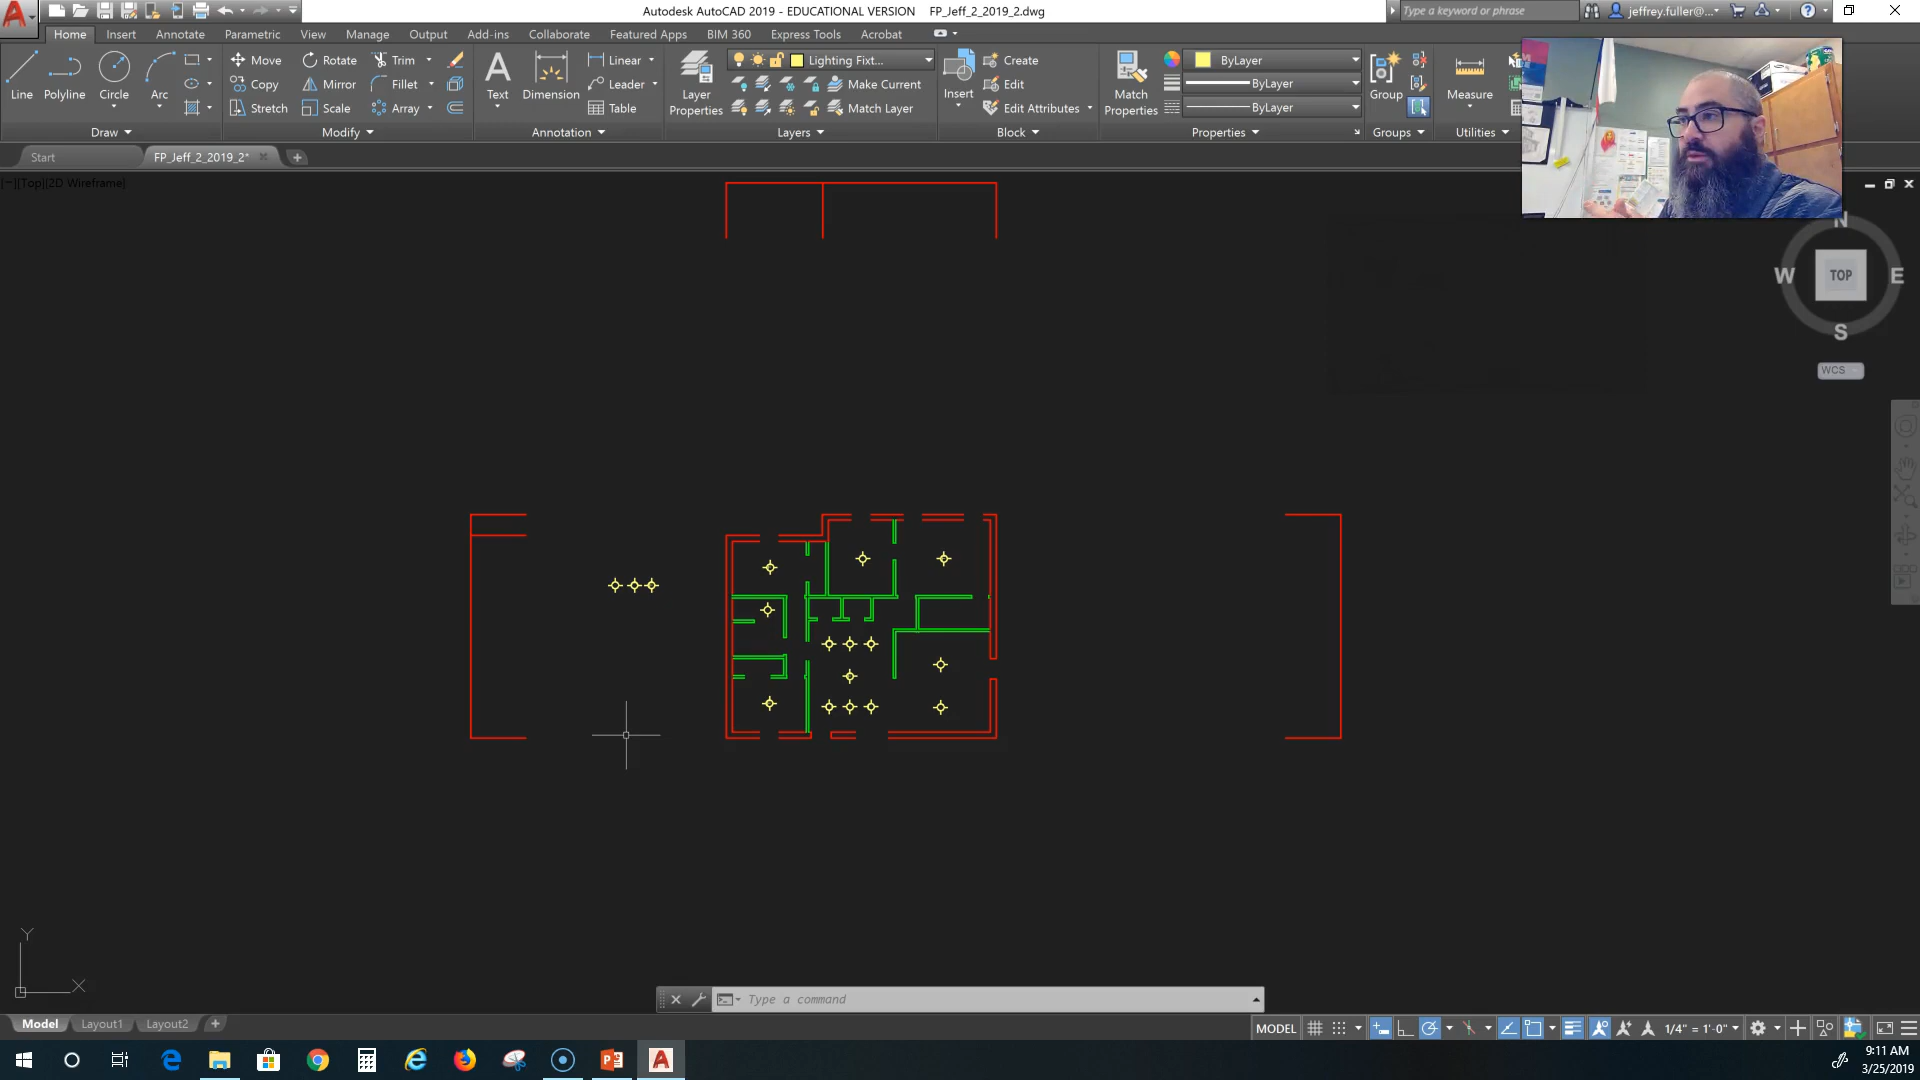 Autodesk AutoCAD 2019 - EDUCATIONAL VERSION FP_Jeff_2_2019_2.dwg
Type a keyword or phrase
jeffrey.fuller@...
Home Insert Annotate Parametric View Manage Output Add-ins Collaborate Featured Apps BIM 360 Express Tools Acrobat
Line
Polyline
Circle
Arc
Draw
Move Rotate Trim
Copy Mirror Fillet
Stretch Scale Array
Modify
Text
Dimension
Linear
Leader
Table
Annotation
Layer
Properties
Lighting Fixt...
Make Current
Match Layer
Layers
Insert
Create
Edit
Edit Attributes
Block
Match
Properties
ByLayer
ByLayer
ByLayer
Properties
Group
Groups
Measure
Utilities
Start FP_Jeff_2_2019_2*
[−][Top][2D Wireframe]
N
W TOP E
S
WCS
Y
X
Type a command
Model Layout1 Layout2
MODEL 1/4" = 1'-0"
9:11 AM
3/25/2019